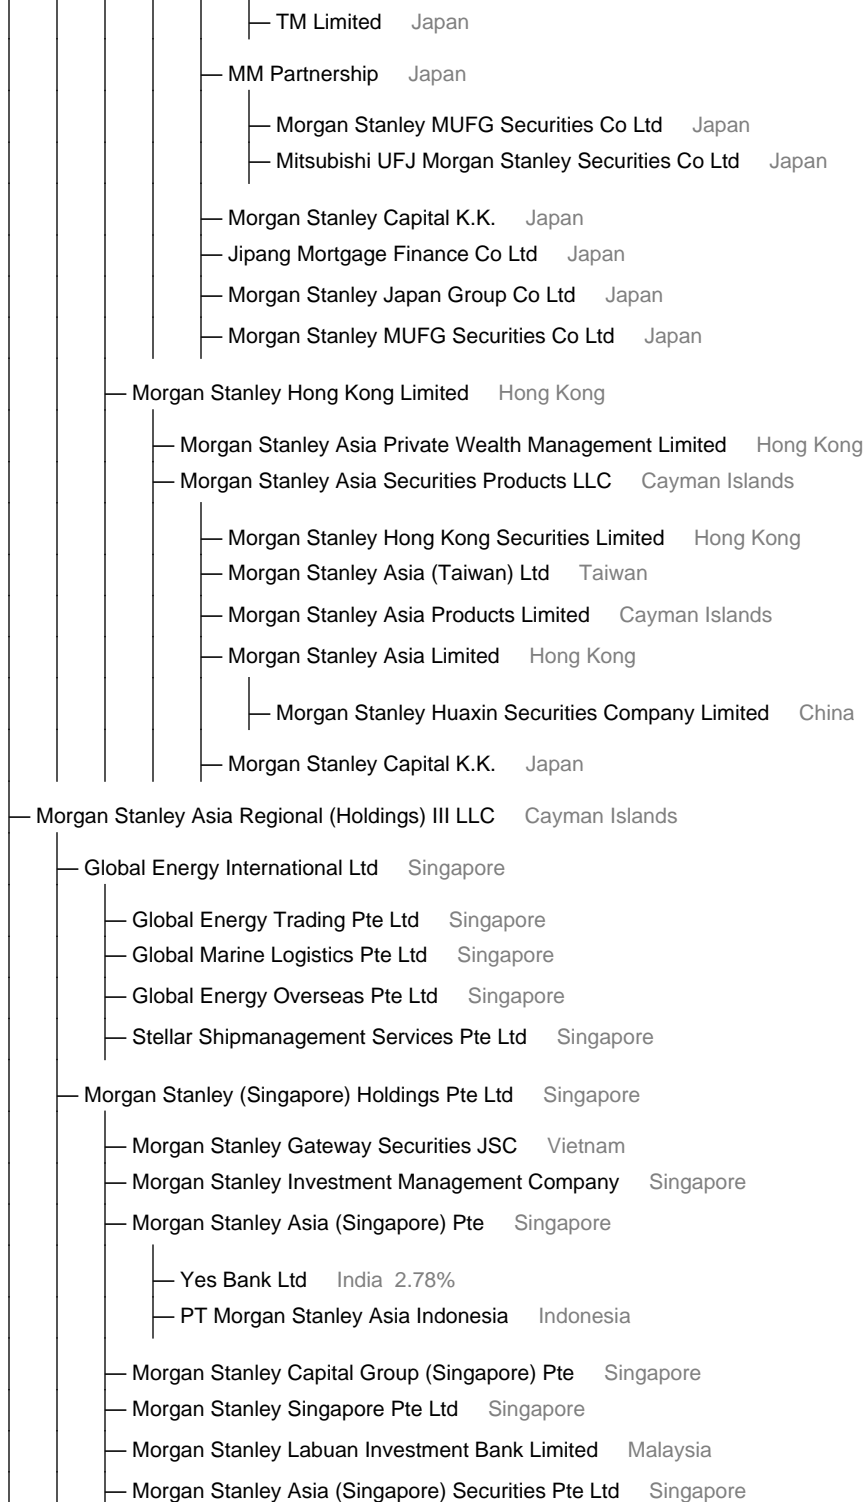 TM Limited Japan
MM Partnership Japan
Morgan Stanley MUFG Securities Co Ltd Japan
Mitsubishi UFJ Morgan Stanley Securities Co Ltd Japan
Morgan Stanley Capital K.K. Japan
Jipang Mortgage Finance Co Ltd Japan
Morgan Stanley Japan Group Co Ltd Japan
Morgan Stanley MUFG Securities Co Ltd Japan
Morgan Stanley Hong Kong Limited Hong Kong
Morgan Stanley Asia Private Wealth Management Limited Hong Kong
Morgan Stanley Asia Securities Products LLC Cayman Islands
Morgan Stanley Hong Kong Securities Limited Hong Kong
Morgan Stanley Asia (Taiwan) Ltd Taiwan
Morgan Stanley Asia Products Limited Cayman Islands
Morgan Stanley Asia Limited Hong Kong
Morgan Stanley Huaxin Securities Company Limited China
Morgan Stanley Capital K.K. Japan
Morgan Stanley Asia Regional (Holdings) III LLC Cayman Islands
Global Energy International Ltd Singapore
Global Energy Trading Pte Ltd Singapore
Global Marine Logistics Pte Ltd Singapore
Global Energy Overseas Pte Ltd Singapore
Stellar Shipmanagement Services Pte Ltd Singapore
Morgan Stanley (Singapore) Holdings Pte Ltd Singapore
Morgan Stanley Gateway Securities JSC Vietnam
Morgan Stanley Investment Management Company Singapore
Morgan Stanley Asia (Singapore) Pte Singapore
Yes Bank Ltd India 2.78%
PT Morgan Stanley Asia Indonesia Indonesia
Morgan Stanley Capital Group (Singapore) Pte Singapore
Morgan Stanley Singapore Pte Ltd Singapore
Morgan Stanley Labuan Investment Bank Limited Malaysia
Morgan Stanley Asia (Singapore) Securities Pte Ltd Singapore